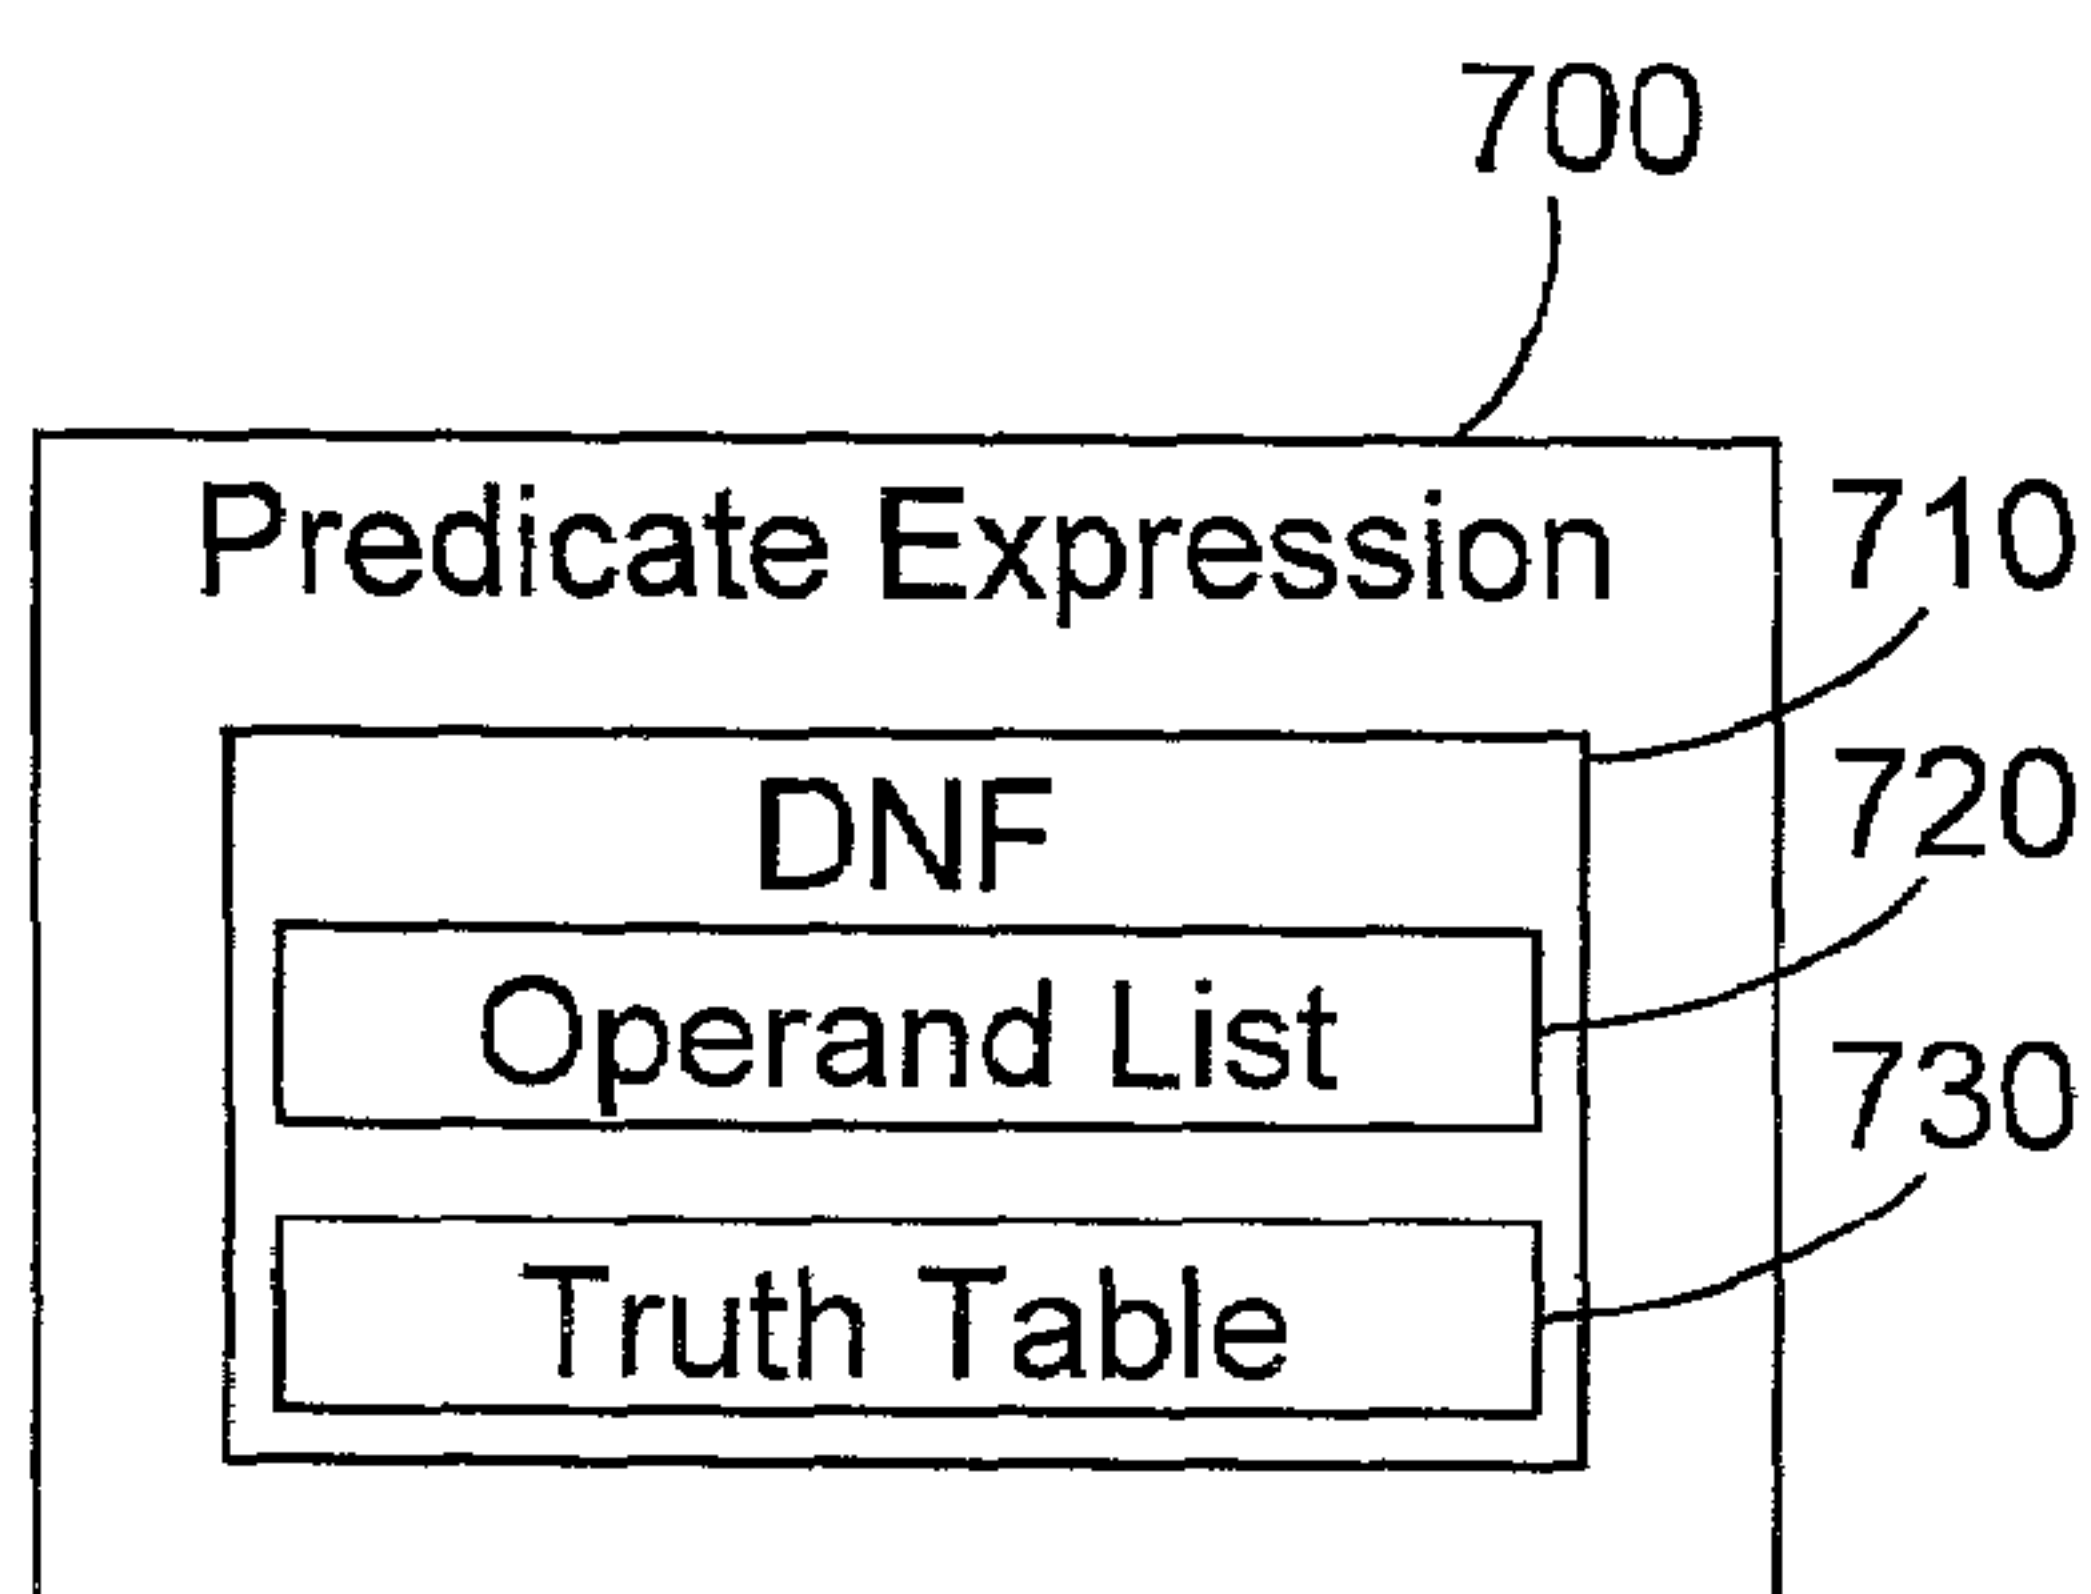 700
Predicate Expression
710
DNF
720
Operand List
730
Truth Table